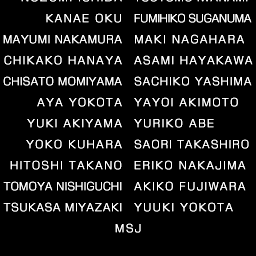 KANAE OKU FUMIHIKO SUGANUMA
MAYUMI NAKAMURA MAKI NAGAHARA
CHIKAKO HANAYA ASAMI HAYAKAWA
CHISATO MOMIYAMA SACHIKO YASHIMA
AYA YOKOTA YAYOI AKIMOTO
YUKI AKIYAMA YURIKO ABE
YOKO KUHARA SAORI TAKASHIRO
HITOSHI TAKANO ERIKO NAKAJIMA
TOMOYA NISHIGUCHI AKIKO FUJIWARA
TSUKASA MIYAZAKI YUUKI YOKOTA
MSJ